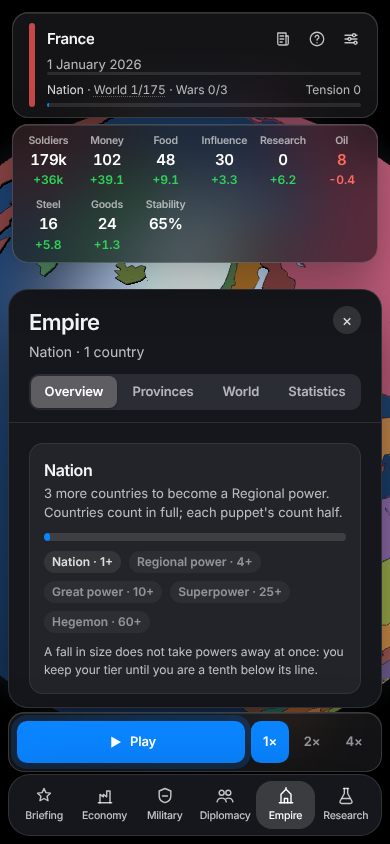 France
1 January 2026
Nation · World 1/175 · Wars 0/3 Tension 0
Soldiers Money Food Influence Research Oil
179k 102 48 30 0 8
+36k +39.1 +9.1 +3.3 +6.2 -0.4
Steel Goods Stability
16 24 65%
+5.8 +1.3
Empire
Nation · 1 country
Overview Provinces World Statistics
Nation
3 more countries to become a Regional power.
Countries count in full; each puppet's count half.
Nation · 1+ Regional power · 4+
Great power · 10+ Superpower · 25+
Hegemon · 60+
A fall in size does not take powers away at once: you
keep your tier until you are a tenth below its line.
Play 1× 2× 4×
Briefing Economy Military Diplomacy Empire Research